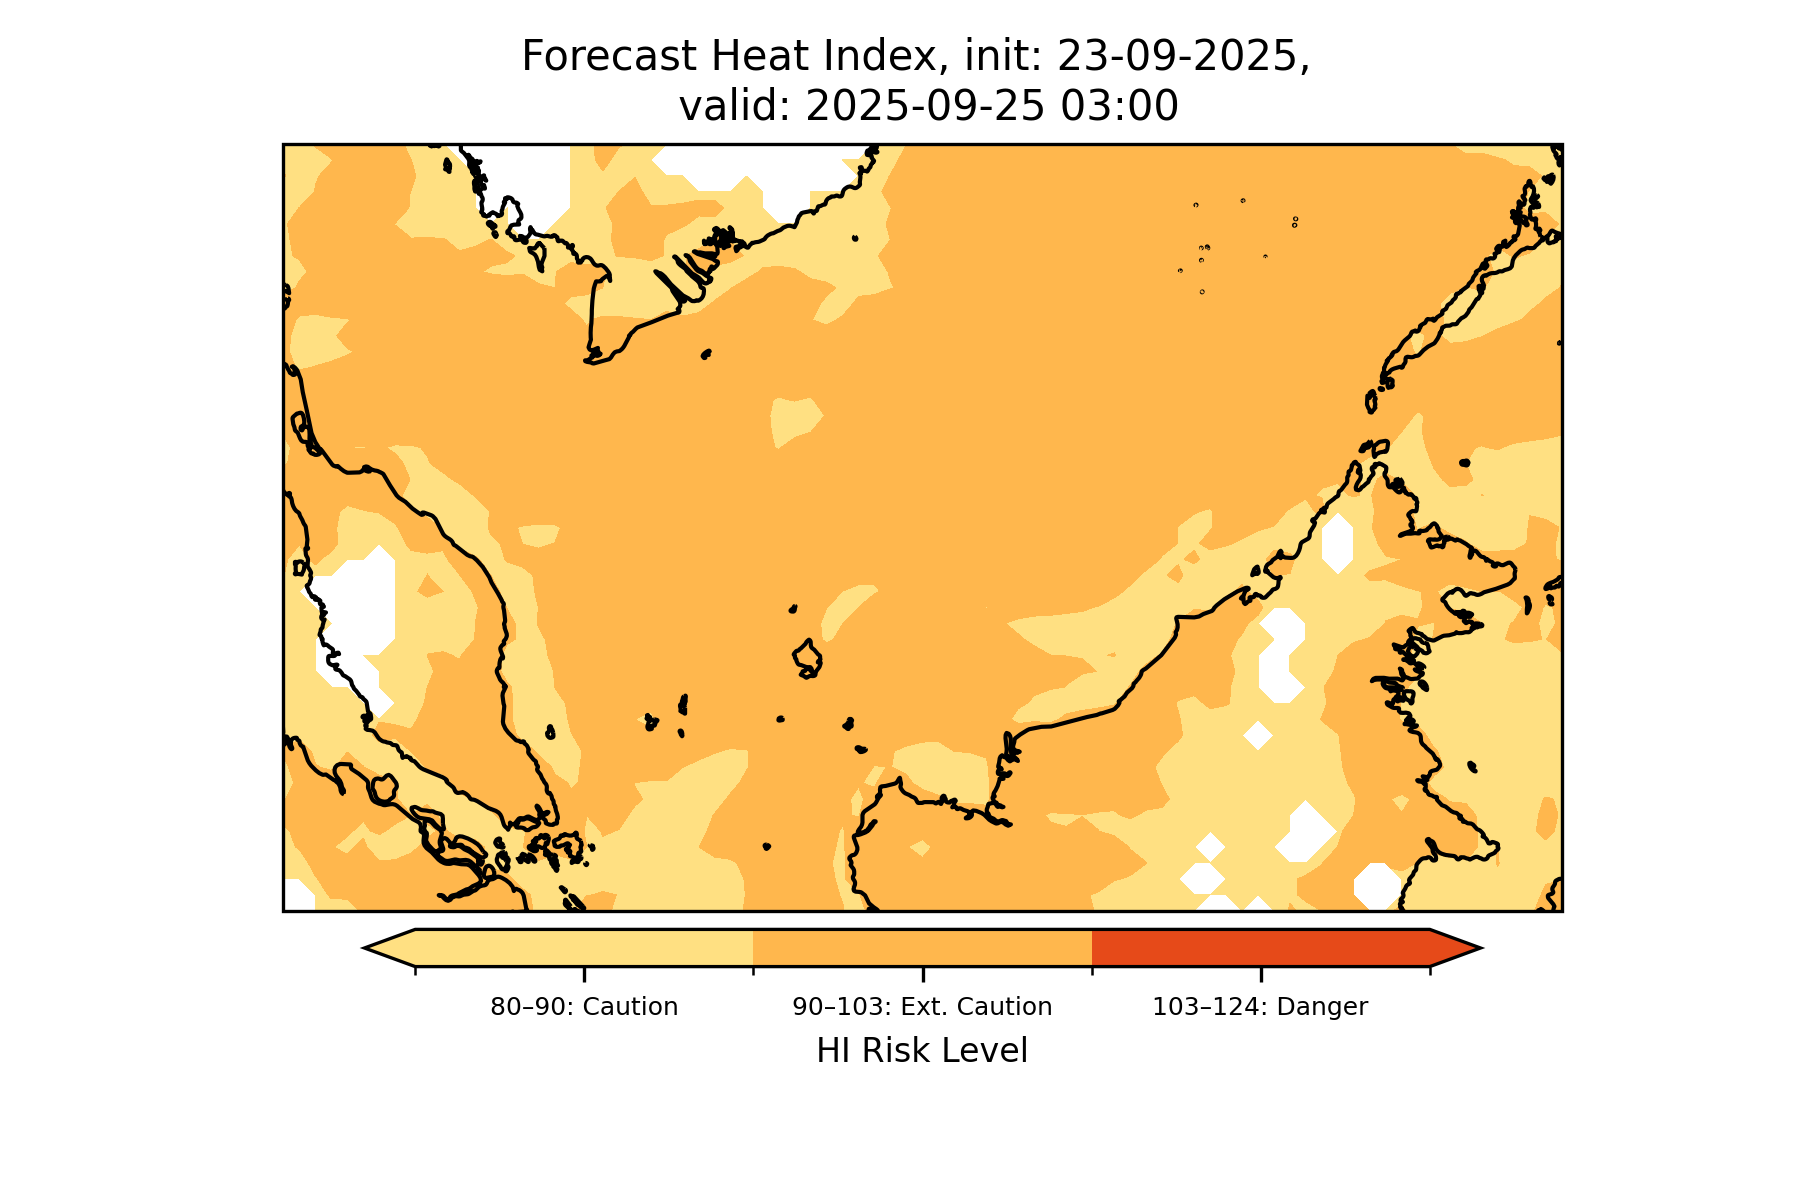 Forecast Heat Index, init: 23-09-2025,
valid: 2025-09-25 03:00
80–90: Caution
90–103: Ext. Caution
103–124: Danger
HI Risk Level